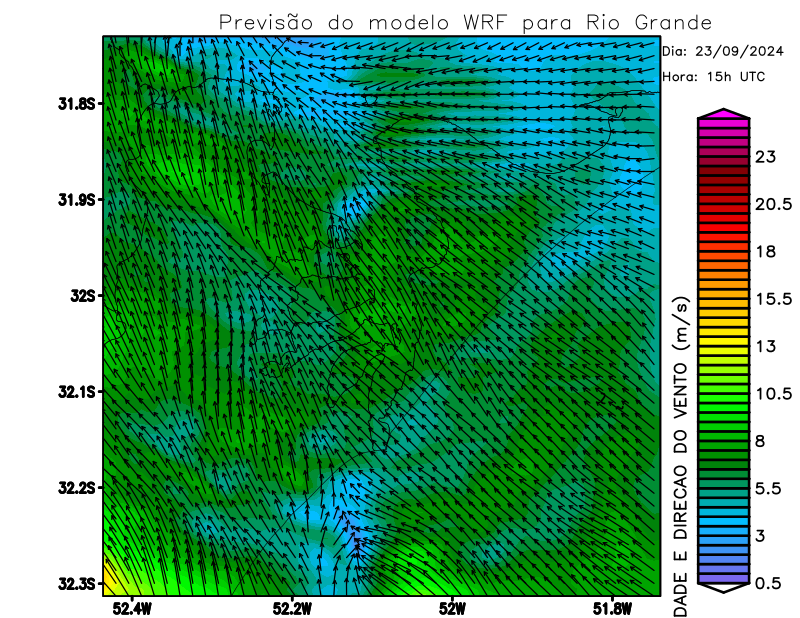 Previsão do modelo WRF para Rio Grande
Dia: 23/09/2024
Hora: 15h UTC
31.8S
31.9S
32S
32.1S
32.2S
32.3S
52.4W
52.2W
52W
51.8W
23
20.5
18
15.5
13
10.5
8
5.5
3
0.5
DADE E DIRECAO DO VENTO (m/s)